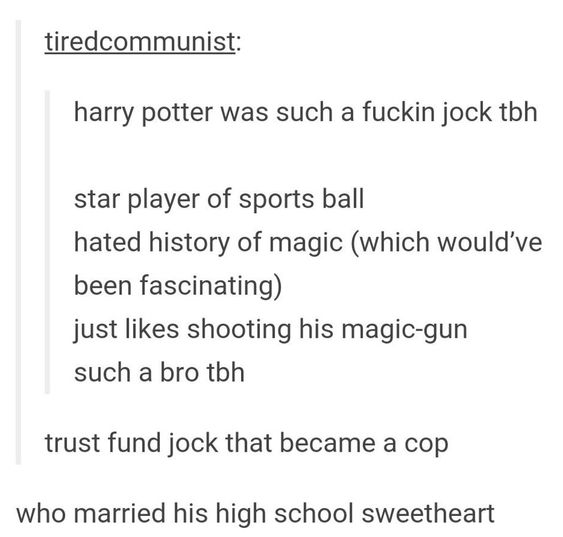 tiredcommunist:
harry potter was such a fuckin jock tbh
star player of sports ball
hated history of magic (which would’ve
been fascinating)
just likes shooting his magic-gun
such a bro tbh
trust fund jock that became a cop
who married his high school sweetheart